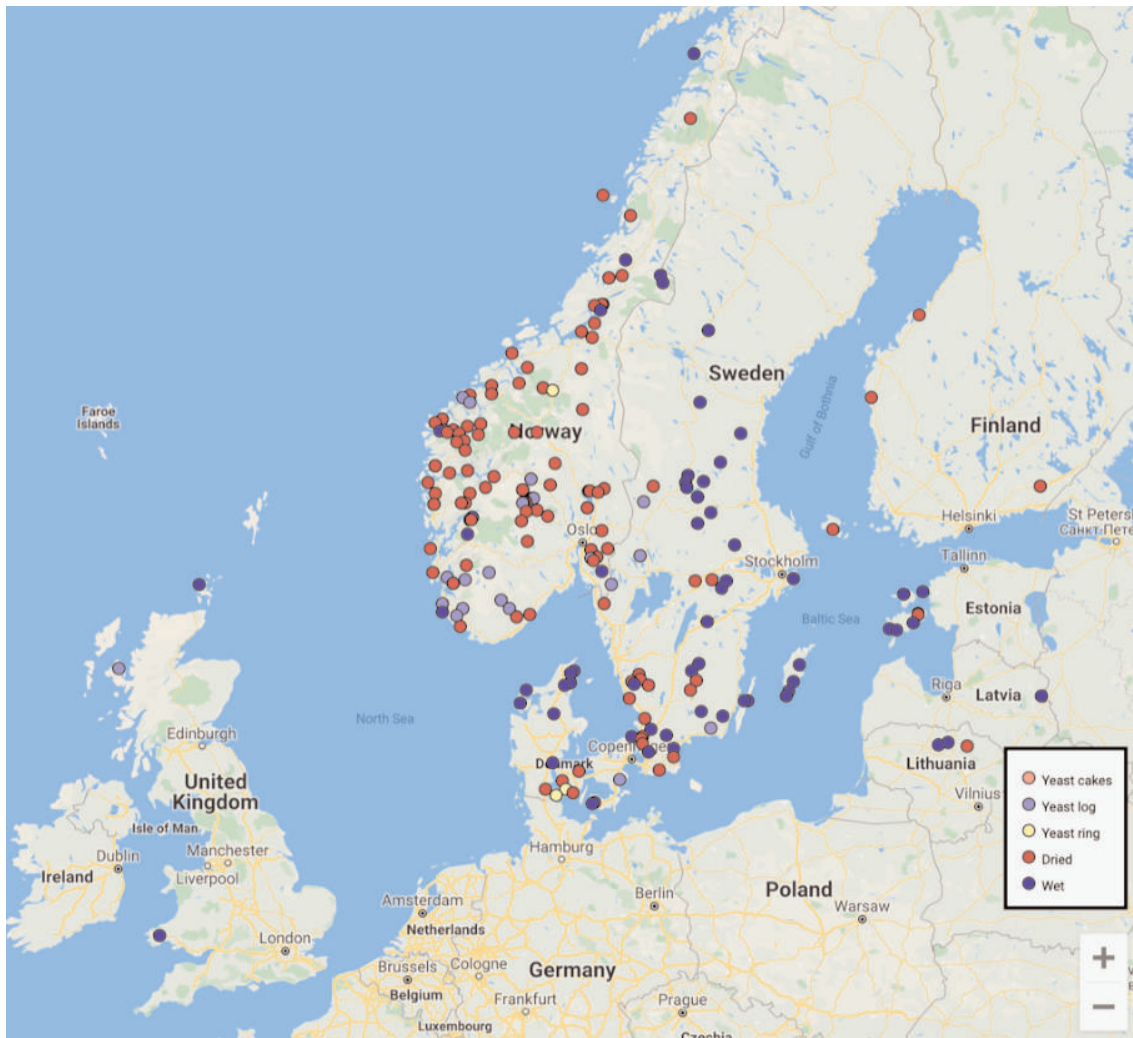 Faroe
Islands
Sweden
Gulf of Bothnia
Finland
Norway
Oslo
Helsinki
St Petersb
Санкт-Пете
Tallinn
Stockholm
Estonia
Baltic Sea
Riga
Latvia
North Sea
Edinburgh
United
Kingdom
Copenhagen
Denmark
Lithuania
Vilnius
Isle of Man
Dublin
Ireland
Manchester
Liverpool
Hamburg
Amsterdam
Netherlands
Berlin
Poland
Warsaw
London
Brussels
Belgium
Cologne
Germany
Frankfurt
Luxembourg
Prague
Czechia
Yeast cakes
Yeast log
Yeast ring
Dried
Wet
+
−